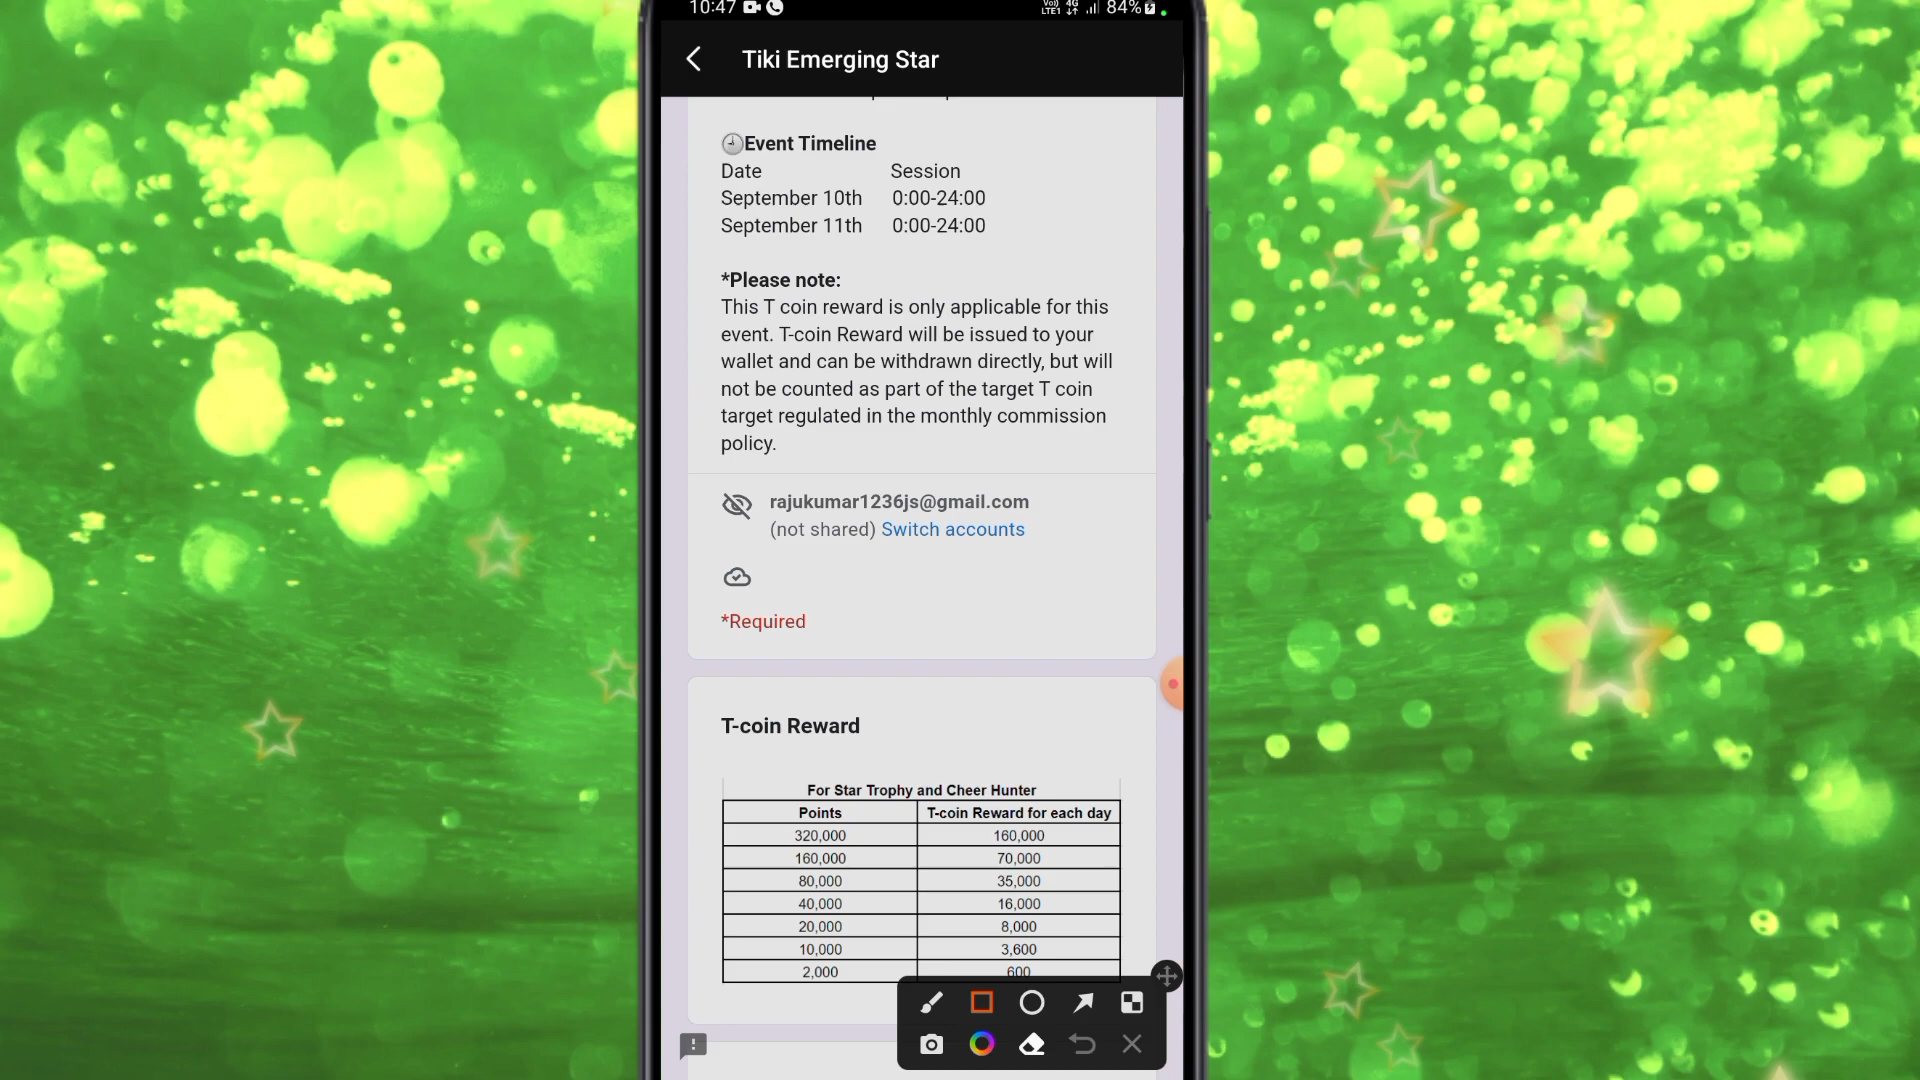 10:47
Vo)) LTE1 4G 84%
Tiki Emerging Star
Event Timeline
Date Session
September 10th 0:00-24:00
September 11th 0:00-24:00
*Please note:
This T coin reward is only applicable for this
event. T-coin Reward will be issued to your
wallet and can be withdrawn directly, but will
not be counted as part of the target T coin
target regulated in the monthly commission
policy.
rajukumar1236js@gmail.com
(not shared) Switch accounts
*Required
T-coin Reward
For Star Trophy and Cheer Hunter
Points T-coin Reward for each day
320,000 160,000
160,000 70,000
80,000 35,000
40,000 16,000
20,000 8,000
10,000 3,600
2,000 600